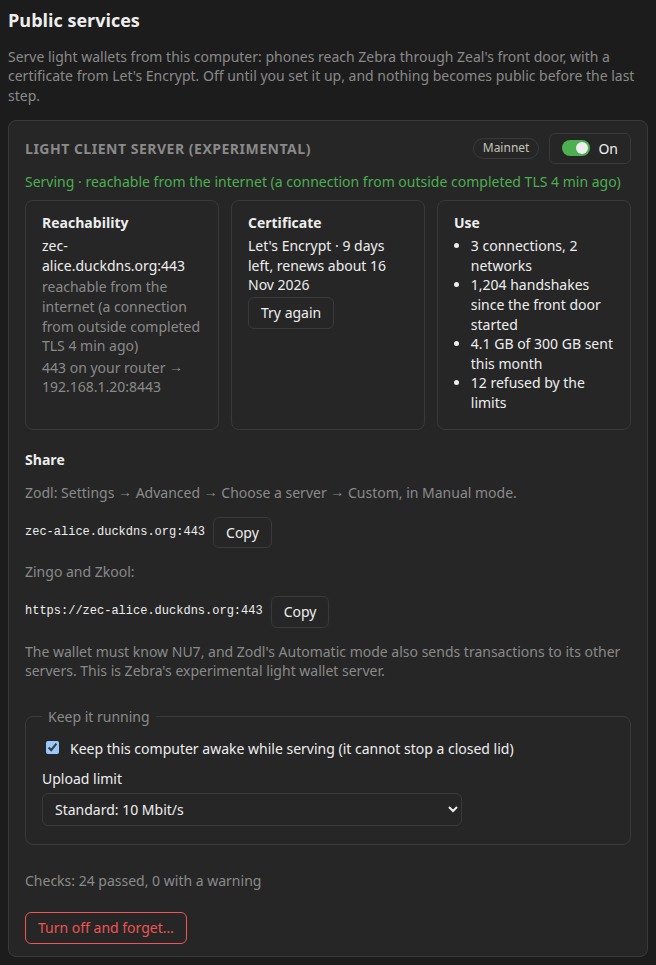 Public services
Serve light wallets from this computer: phones reach Zebra through Zeal's front door, with a
certificate from Let's Encrypt. Off until you set it up, and nothing becomes public before the last
step.
LIGHT CLIENT SERVER (EXPERIMENTAL)
Mainnet
On
Serving · reachable from the internet (a connection from outside completed TLS 4 min ago)
Reachability
zec-
alice.duckdns.org:443
reachable from the
internet (a connection
from outside completed
TLS 4 min ago)
443 on your router →
192.168.1.20:8443
Certificate
Let's Encrypt · 9 days
left, renews about 16
Nov 2026
Try again
Use
• 3 connections, 2
networks
• 1,204 handshakes
since the front door
started
• 4.1 GB of 300 GB sent
this month
• 12 refused by the
limits
Share
Zodl: Settings → Advanced → Choose a server → Custom, in Manual mode.
zec-alice.duckdns.org:443
Copy
Zingo and Zkool:
https://zec-alice.duckdns.org:443
Copy
The wallet must know NU7, and Zodl's Automatic mode also sends transactions to its other
servers. This is Zebra's experimental light wallet server.
Keep it running
Keep this computer awake while serving (it cannot stop a closed lid)
Upload limit
Standard: 10 Mbit/s
Checks: 24 passed, 0 with a warning
Turn off and forget...